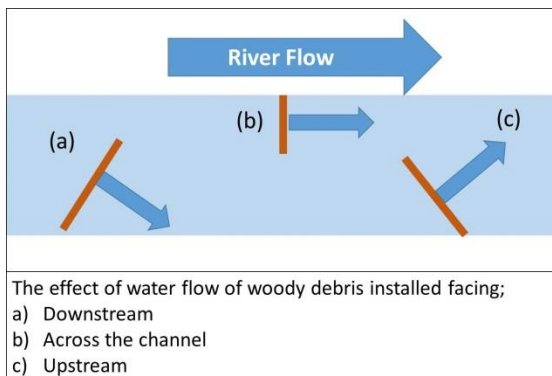 River Flow
(a)
(b)
(c)
The effect of water flow of woody debris installed facing;
a) Downstream
b) Across the channel
c) Upstream